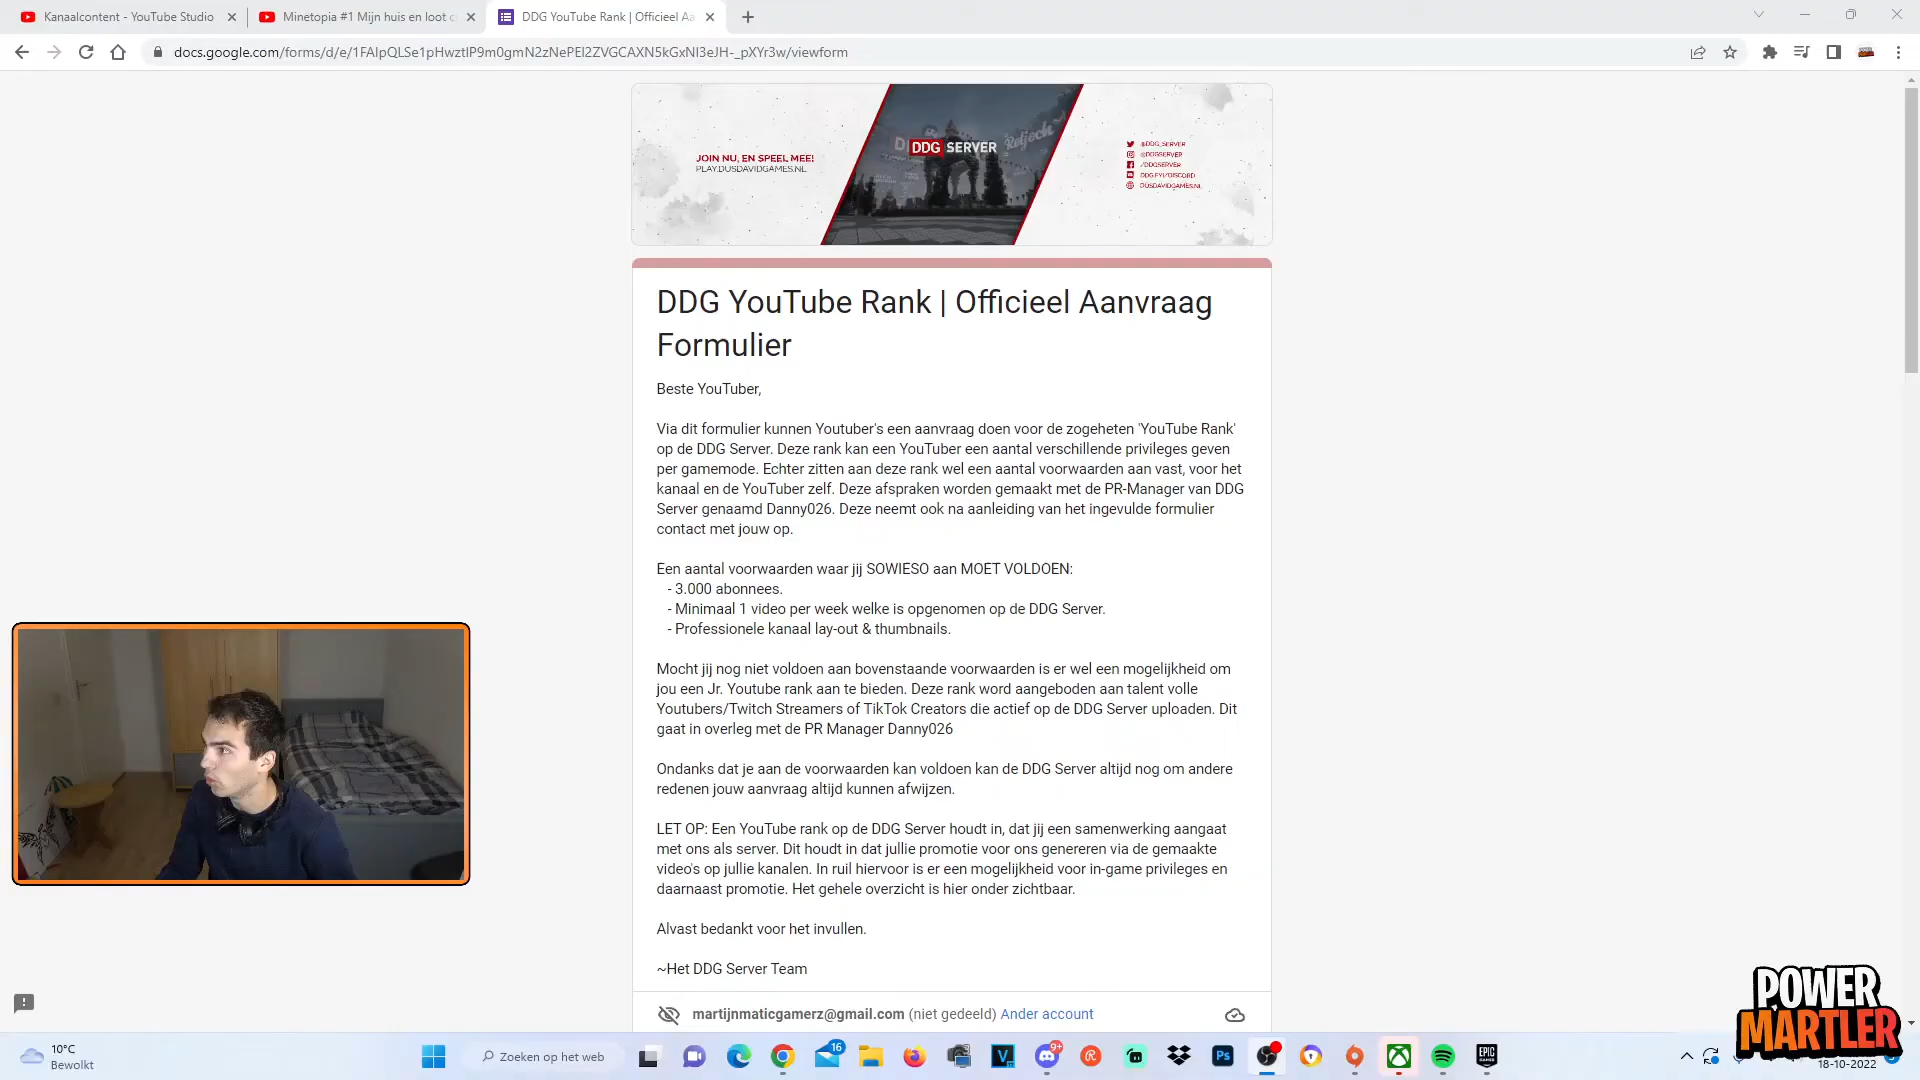 Kanaalcontent - YouTube Studio
Minetopia #1 Mijn huis en loot c
DDG YouTube Rank | Officieel Aa
docs.google.com/forms/d/e/1FAIpQLSe1pHwztIP9m0gmN2zNePEl2ZVGCAXN5kGxNl3eJH-_pXYr3w/viewform
JOIN NU, EN SPEEL MEE!
PLAY.DUSDAVIDGAMES.NL
DDG SERVER
@DDG_SERVER
@DDGSERVER
/DDGSERVER
DDG.FYI/DISCORD
DUSDAVIDGAMES.NL
DDG YouTube Rank | Officieel Aanvraag
Formulier
Beste YouTuber,
Via dit formulier kunnen Youtuber's een aanvraag doen voor de zogeheten 'YouTube Rank'
op de DDG Server. Deze rank kan een YouTuber een aantal verschillende privileges geven
per gamemode. Echter zitten aan deze rank wel een aantal voorwaarden aan vast, voor het
kanaal en de YouTuber zelf. Deze afspraken worden gemaakt met de PR-Manager van DDG
Server genaamd Danny026. Deze neemt ook na aanleiding van het ingevulde formulier
contact met jouw op.
Een aantal voorwaarden waar jij SOWIESO aan MOET VOLDOEN:
- 3.000 abonnees.
- Minimaal 1 video per week welke is opgenomen op de DDG Server.
- Professionele kanaal lay-out & thumbnails.
Mocht jij nog niet voldoen aan bovenstaande voorwaarden is er wel een mogelijkheid om
jou een Jr. Youtube rank aan te bieden. Deze rank word aangeboden aan talent volle
Youtubers/Twitch Streamers of TikTok Creators die actief op de DDG Server uploaden. Dit
gaat in overleg met de PR Manager Danny026
Ondanks dat je aan de voorwaarden kan voldoen kan de DDG Server altijd nog om andere
redenen jouw aanvraag altijd kunnen afwijzen.
LET OP: Een YouTube rank op de DDG Server houdt in, dat jij een samenwerking aangaat
met ons als server. Dit houdt in dat jullie promotie voor ons genereren via de gemaakte
video's op jullie kanalen. In ruil hiervoor is er een mogelijkheid voor in-game privileges en
daarnaast promotie. Het gehele overzicht is hier onder zichtbaar.
Alvast bedankt voor het invullen.
~Het DDG Server Team
martijnmaticgamerz@gmail.com (niet gedeeld) Ander account
POWER
MARTLER
10°C
Bewolkt
Zoeken op het web
16
9+
Ps
EPIC
GAMES
18-10-2022